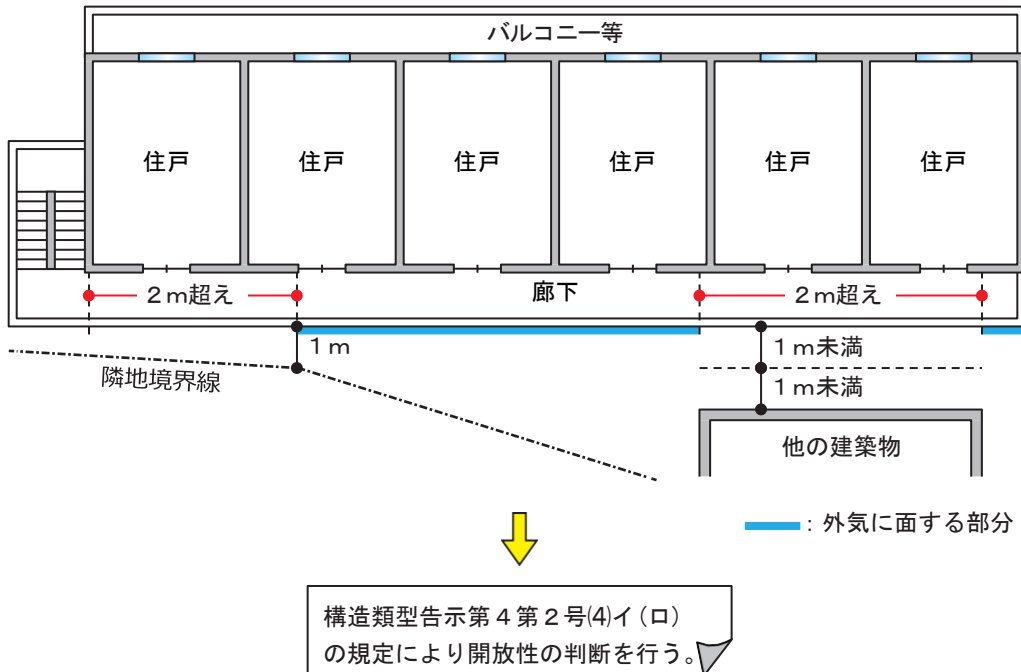 バルコニー等
住戸 住戸 住戸 住戸 住戸 住戸
2m超え 廊下 2m超え
1m 1m未満
隣地境界線 1m未満
他の建築物
：外気に面する部分
構造類型告示第4第2号⑷イ（ロ）
の規定により開放性の判断を行う。